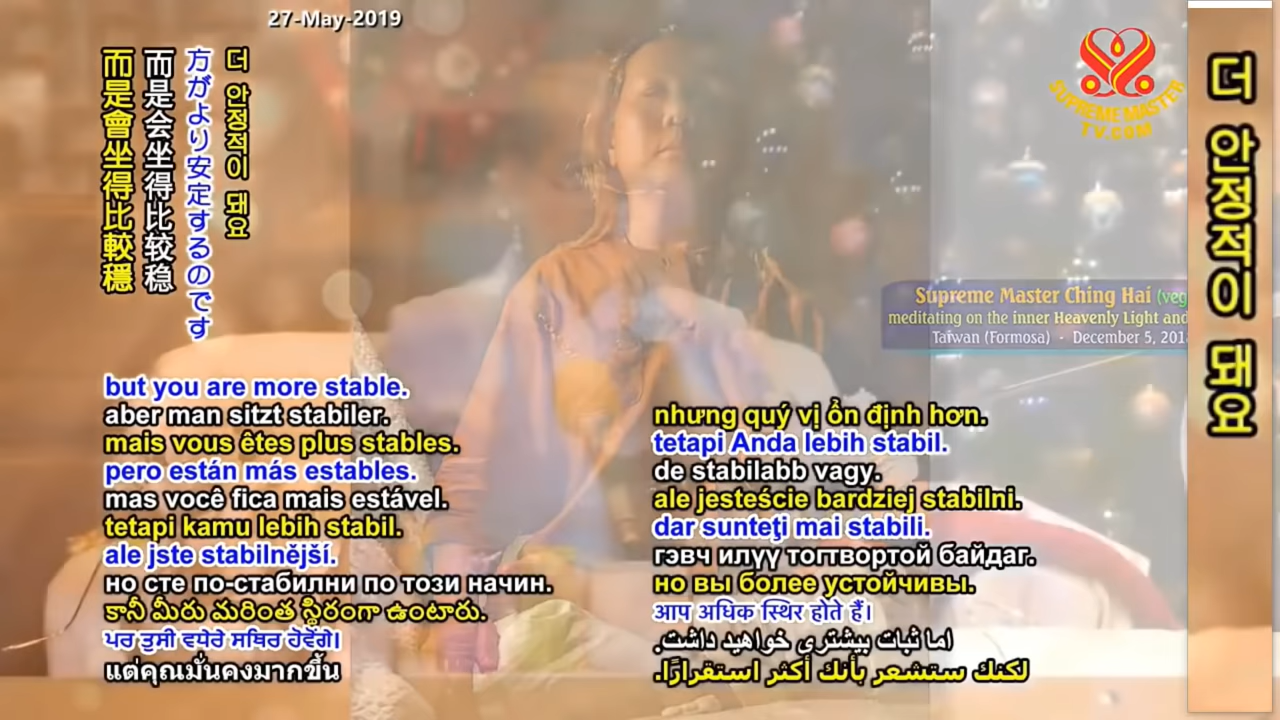 27-May-2019
SUPREME MASTER
TV.COM
더 안정적이 돼요
方がより安定するのです
而是会坐得比较稳
而是會坐得比較穩
더 안정적이 돼요
Supreme Master Ching Hai (veg
meditating on the inner Heavenly Light and
Taiwan (Formosa) - December 5, 201
but you are more stable.
aber man sitzt stabiler.
mais vous êtes plus stables.
pero están más estables.
mas você fica mais estável.
tetapi kamu lebih stabil.
ale jste stabilnější.
но сте по-стабилни по този начин.
కానీ మీరు మరింత స్థిరంగా ఉంటారు.
ਪਰ ਤੁਸੀ ਵਧੇਰੇ ਸਥਿਰ ਹੋਵੋਂਗੇ।
แต่คุณมั่นคงมากขึ้น
nhưng quý vị ổn định hơn.
tetapi Anda lebih stabil.
de stabilabb vagy.
ale jesteście bardziej stabilni.
dar sunteţi mai stabili.
гэвч илүү тогтвортой байдаг.
но вы более устойчивы.
आप अधिक स्थिर होते हैं।
اما ثبات بیشتری خواهید داشت.
لكنك ستشعر بأنك أكثر استقرارًا.